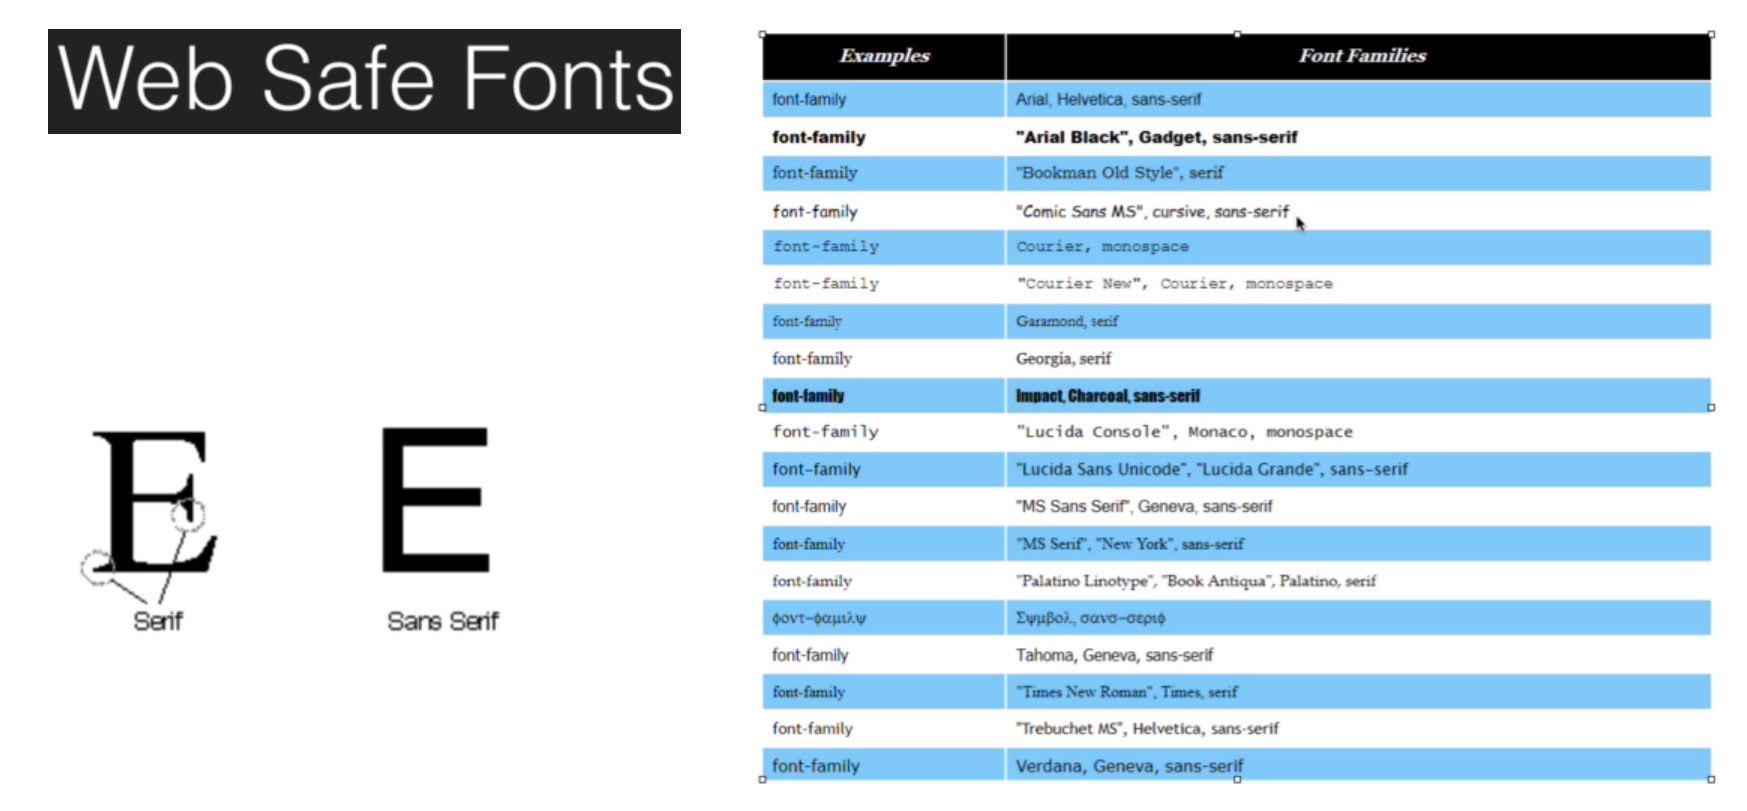 Web Safe Fonts
Serif
Sans Serif
Examples Font Families
font-family Arial, Helvetica, sans-serif
font-family "Arial Black", Gadget, sans-serif
font-family "Bookman Old Style", serif
font-family "Comic Sans MS", cursive, sans-serif
font-family Courier, monospace
font-family "Courier New", Courier, monospace
font-family Garamond, serif
font-family Georgia, serif
font-family Impact, Charcoal, sans-serif
font-family "Lucida Console", Monaco, monospace
font-family "Lucida Sans Unicode", "Lucida Grande", sans-serif
font-family "MS Sans Serif", Geneva, sans-serif
font-family "MS Serif", "New York", sans-serif
font-family "Palatino Linotype", "Book Antiqua", Palatino, serif
φοντ−φαμιλψ Σψμβολ, σανσ−σεριφ
font-family Tahoma, Geneva, sans-serif
font-family "Times New Roman", Times, serif
font-family "Trebuchet MS", Helvetica, sans-serif
font-family Verdana, Geneva, sans-serif
E E